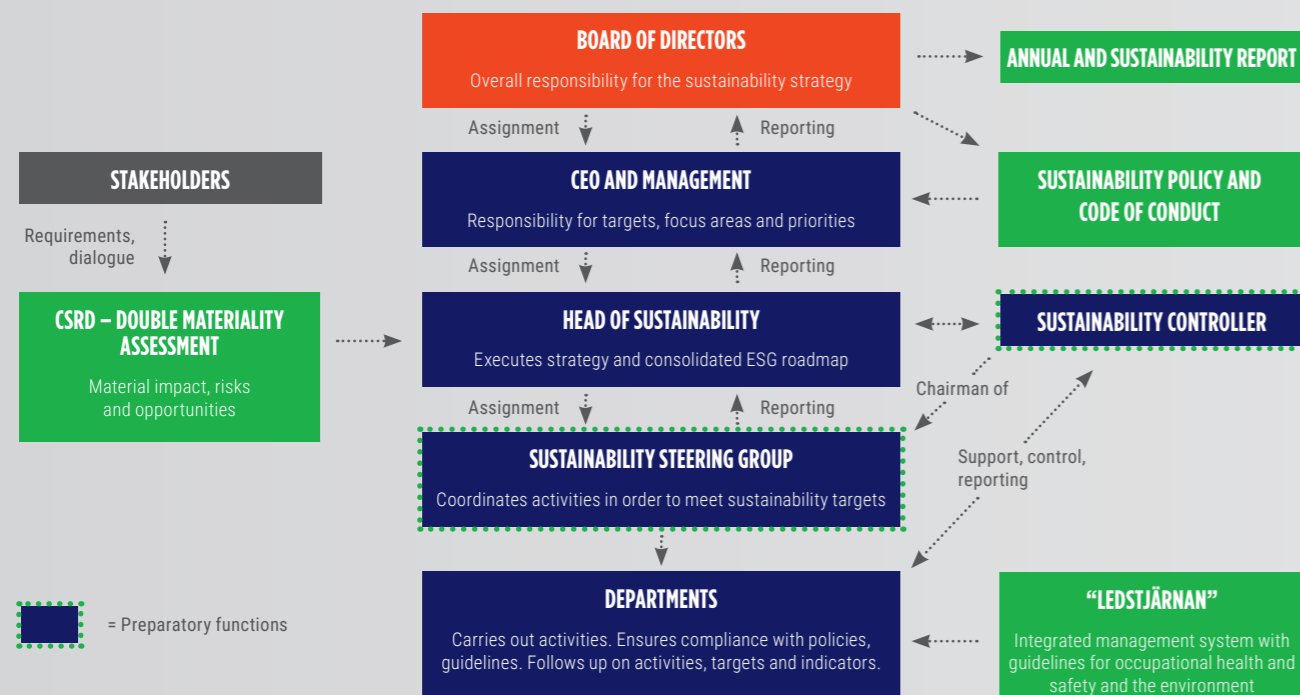 BOARD OF DIRECTORS
Overall responsibility for the sustainability strategy
ANNUAL AND SUSTAINABILITY REPORT
Assignment
Reporting
STAKEHOLDERS
CEO AND MANAGEMENT
Responsibility for targets, focus areas and priorities
SUSTAINABILITY POLICY AND
CODE OF CONDUCT
Requirements,
dialogue
Assignment
Reporting
CSRD – DOUBLE MATERIALITY
ASSESSMENT
Material impact, risks
and opportunities
HEAD OF SUSTAINABILITY
Executes strategy and consolidated ESG roadmap
SUSTAINABILITY CONTROLLER
Assignment
Reporting
Chairman of
SUSTAINABILITY STEERING GROUP
Coordinates activities in order to meet sustainability targets
Support, control,
reporting
DEPARTMENTS
Carries out activities. Ensures compliance with policies,
guidelines. Follows up on activities, targets and indicators.
“LEDSTJÄRNAN”
Integrated management system with
guidelines for occupational health and
safety and the environment
= Preparatory functions